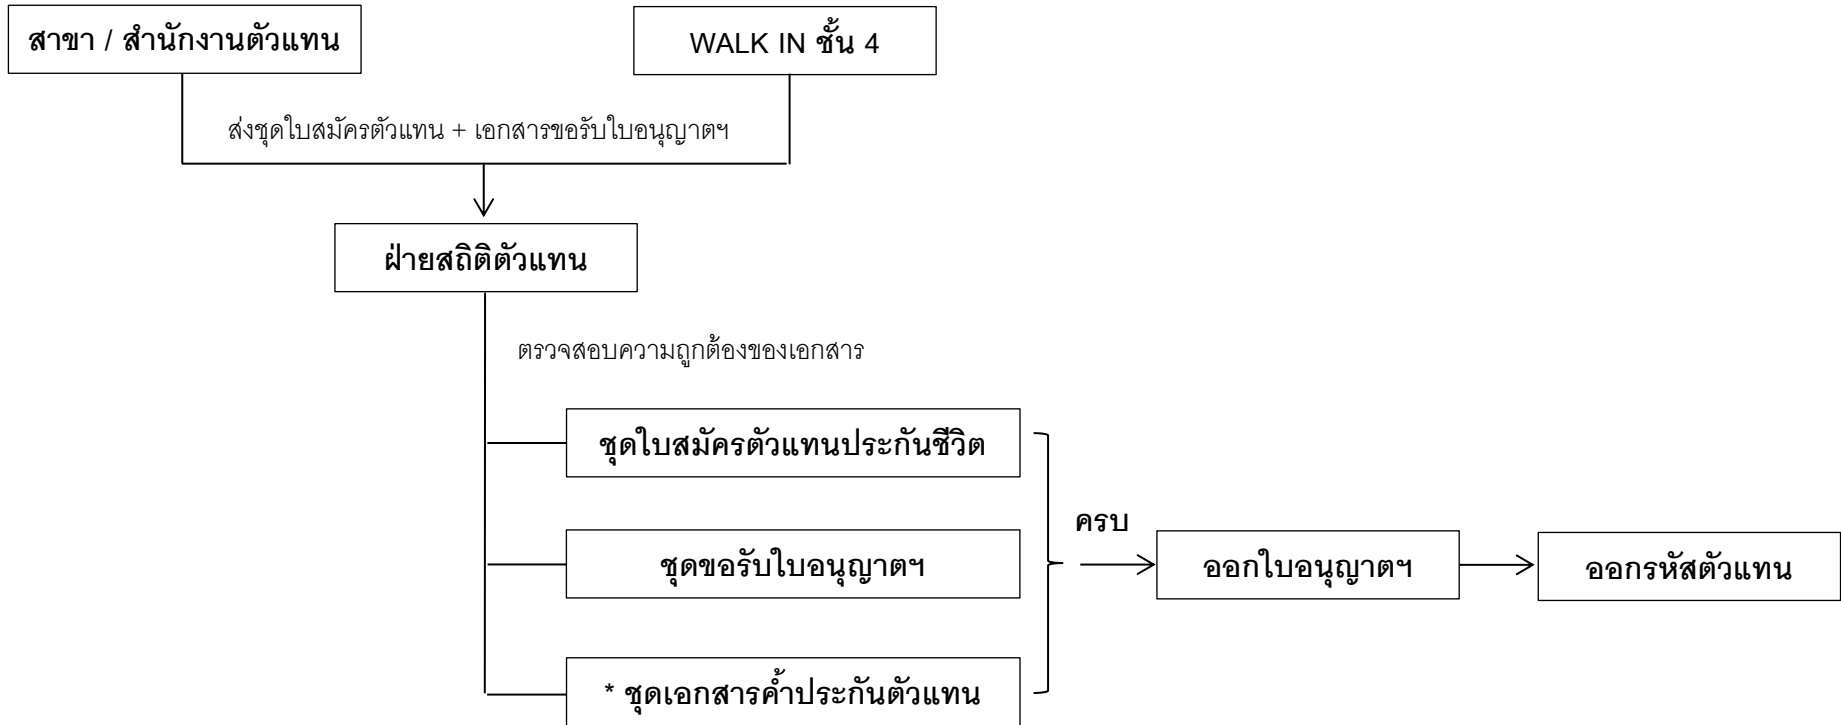 สาขา / สำนักงานตัวแทน
WALK IN ชั้น 4
ส่งชุดใบสมัครตัวแทน + เอกสารขอรับใบอนุญาตฯ
ฝ่ายสถิติตัวแทน
ตรวจสอบความถูกต้องของเอกสาร
ชุดใบสมัครตัวแทนประกันชีวิต
ชุดขอรับใบอนุญาตฯ
* ชุดเอกสารค้ำประกันตัวแทน
ครบ
ออกใบอนุญาตฯ
ออกรหัสตัวแทน